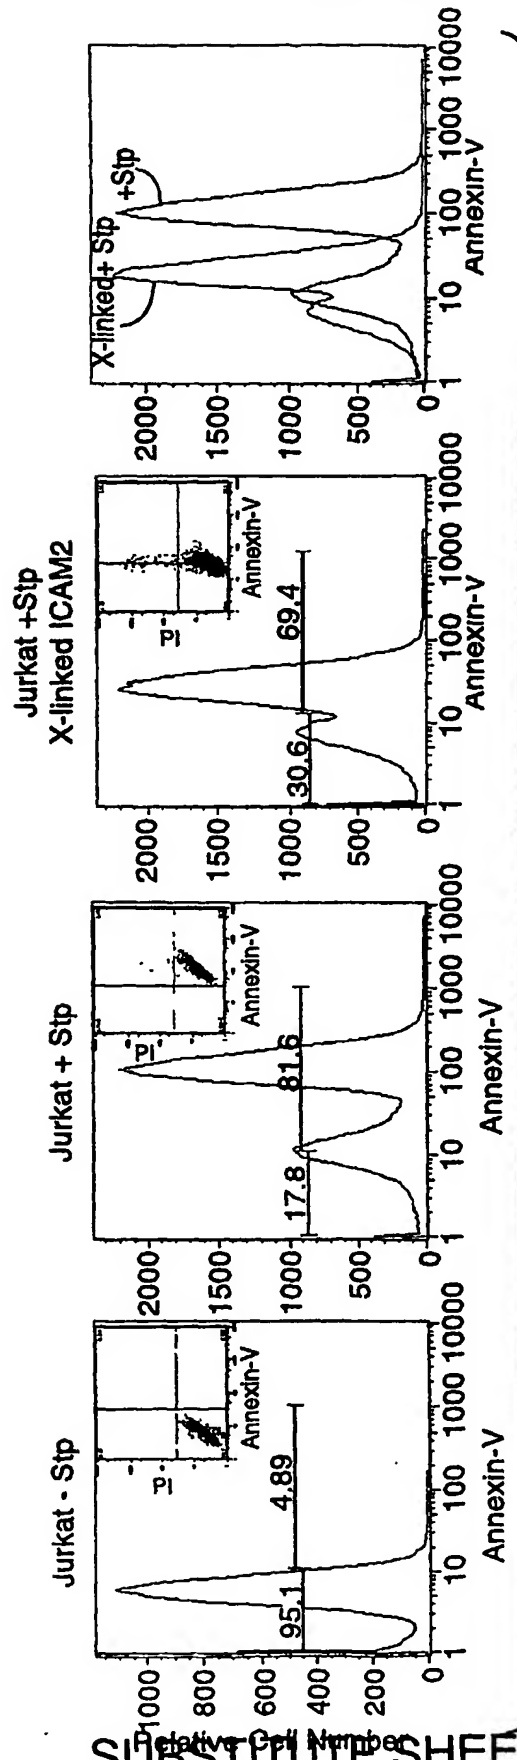 Jurkat - Stp
PI
Annexin-V
95.1
4.89
1000
800
600
400
200
0
1 10 100 1000 10000
Annexin-V
Relative Cell Number
Jurkat + Stp
PI
Annexin-V
17.8
81.6
2000
1500
1000
500
0
1 10 100 1000 10000
Annexin-V
Jurkat +Stp
X-linked ICAM2
PI
Annexin-V
30.6
69.4
2000
1500
1000
500
0
1 10 100 1000 10000
Annexin-V
X-linked+ Stp
+Stp
2000
1500
1000
500
0
1 10 100 1000 10000
Annexin-V
SUBSTITUTE SHEE